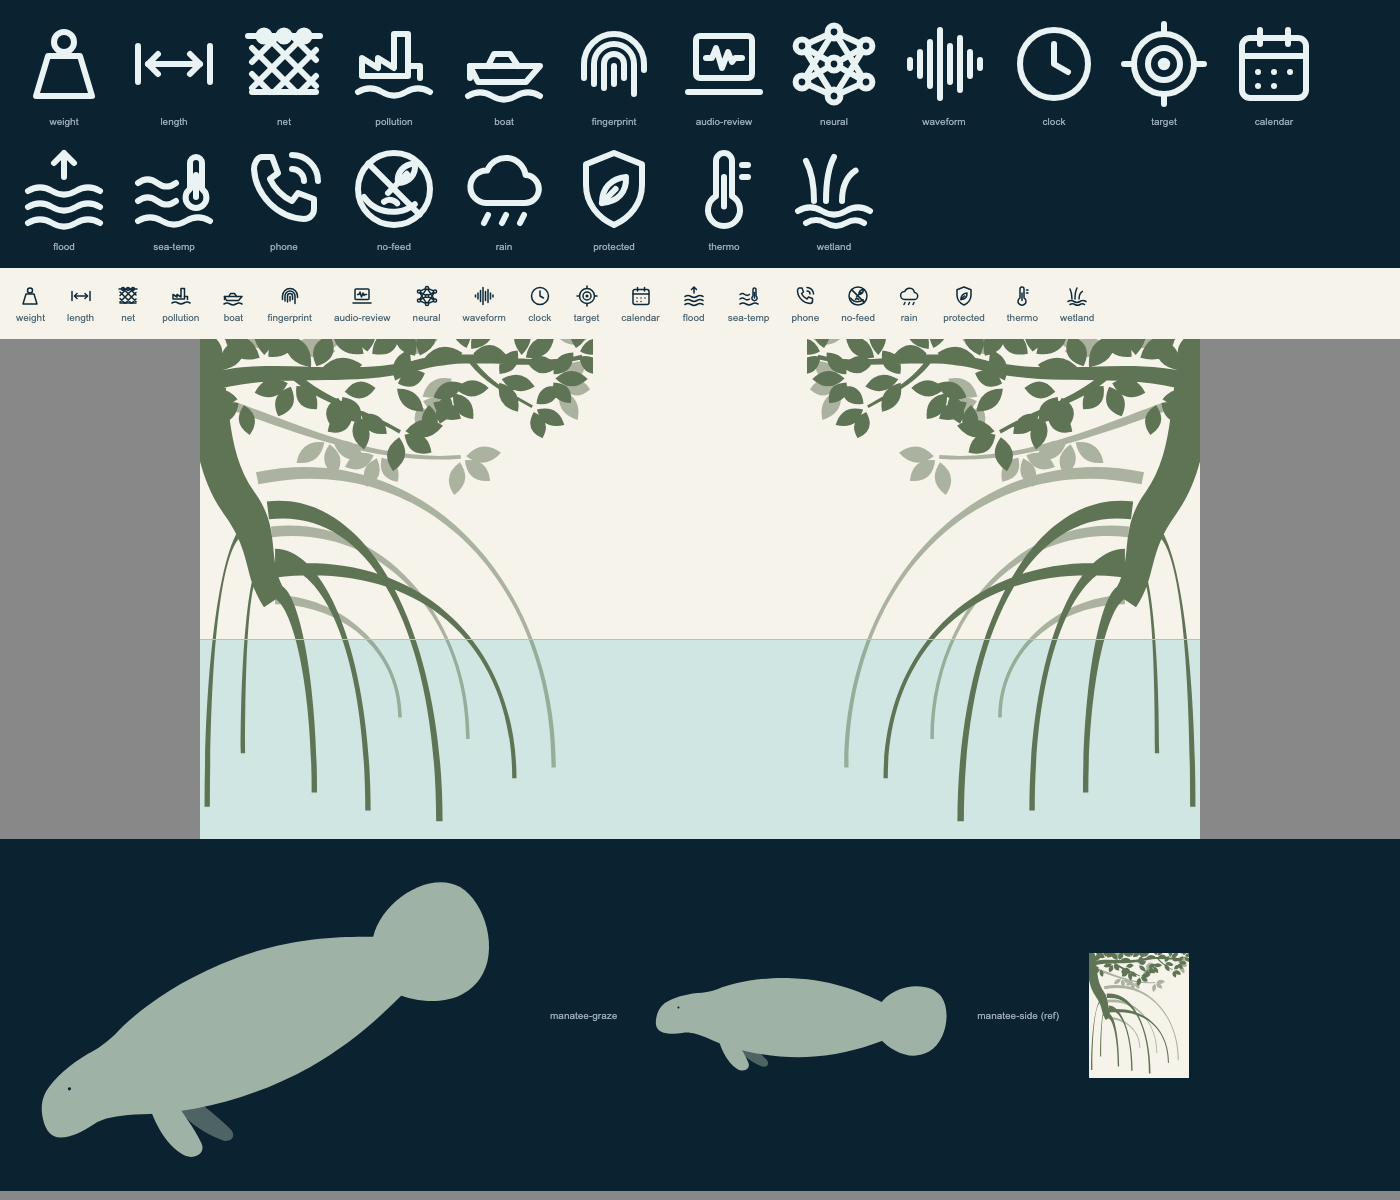 weight length net pollution boat fingerprint audio-review neural waveform clock target calendar
flood sea-temp phone no-feed rain protected thermo wetland
weight length net pollution boat fingerprint audio-review neural waveform clock target calendar flood sea-temp phone no-feed rain protected thermo wetland
manatee-graze manatee-side (ref)